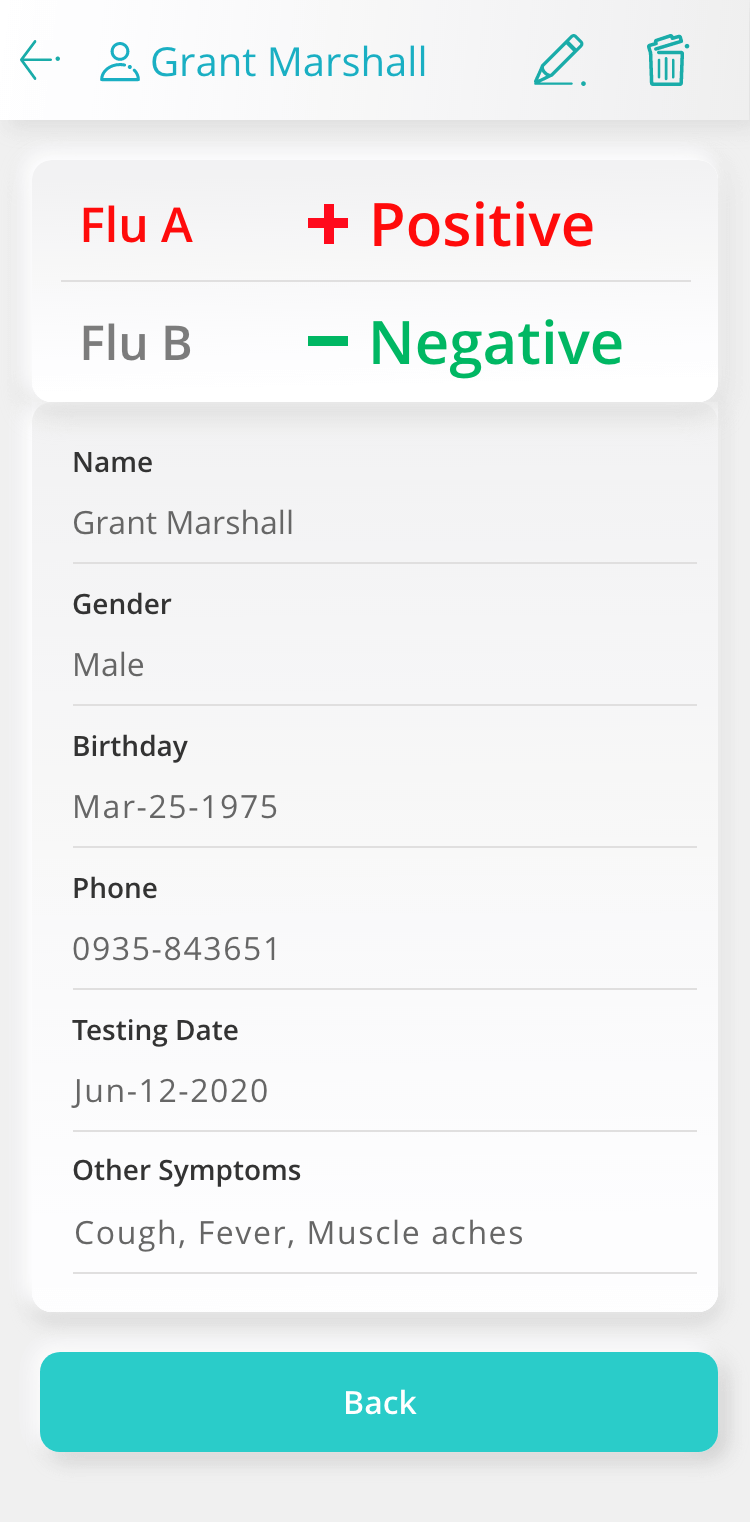 Grant Marshall
Flu A + Positive
Flu B − Negative
Name
Grant Marshall
Gender
Male
Birthday
Mar-25-1975
Phone
0935-843651
Testing Date
Jun-12-2020
Other Symptoms
Cough, Fever, Muscle aches
Back